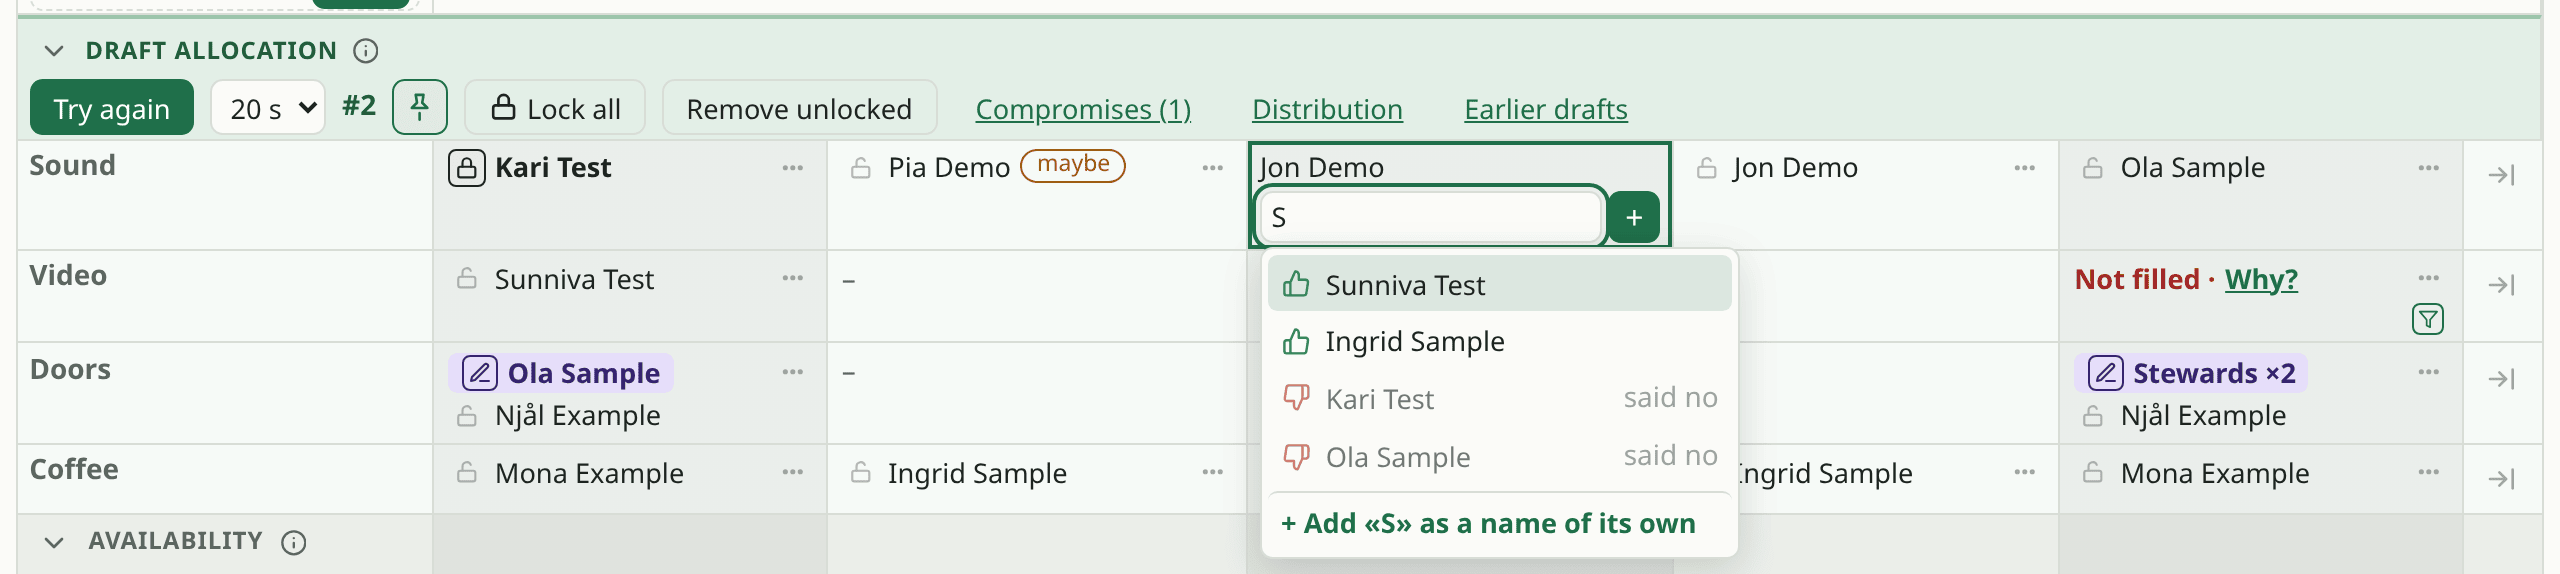 DRAFT ALLOCATION
Try again 20 s #2 Lock all Remove unlocked Compromises (1) Distribution Earlier drafts
Sound Kari Test ... Pia Demo maybe ... Jon Demo Jon Demo ... Ola Sample ...
S +
Video Sunniva Test ... – Not filled · Why? ...
Sunniva Test
Ingrid Sample
Kari Test said no
Ola Sample said no
+ Add «S» as a name of its own
Doors Ola Sample ... – Stewards ×2 ...
Njål Example Njål Example
Coffee Mona Example ... Ingrid Sample ... Ingrid Sample ... Mona Example ...
AVAILABILITY